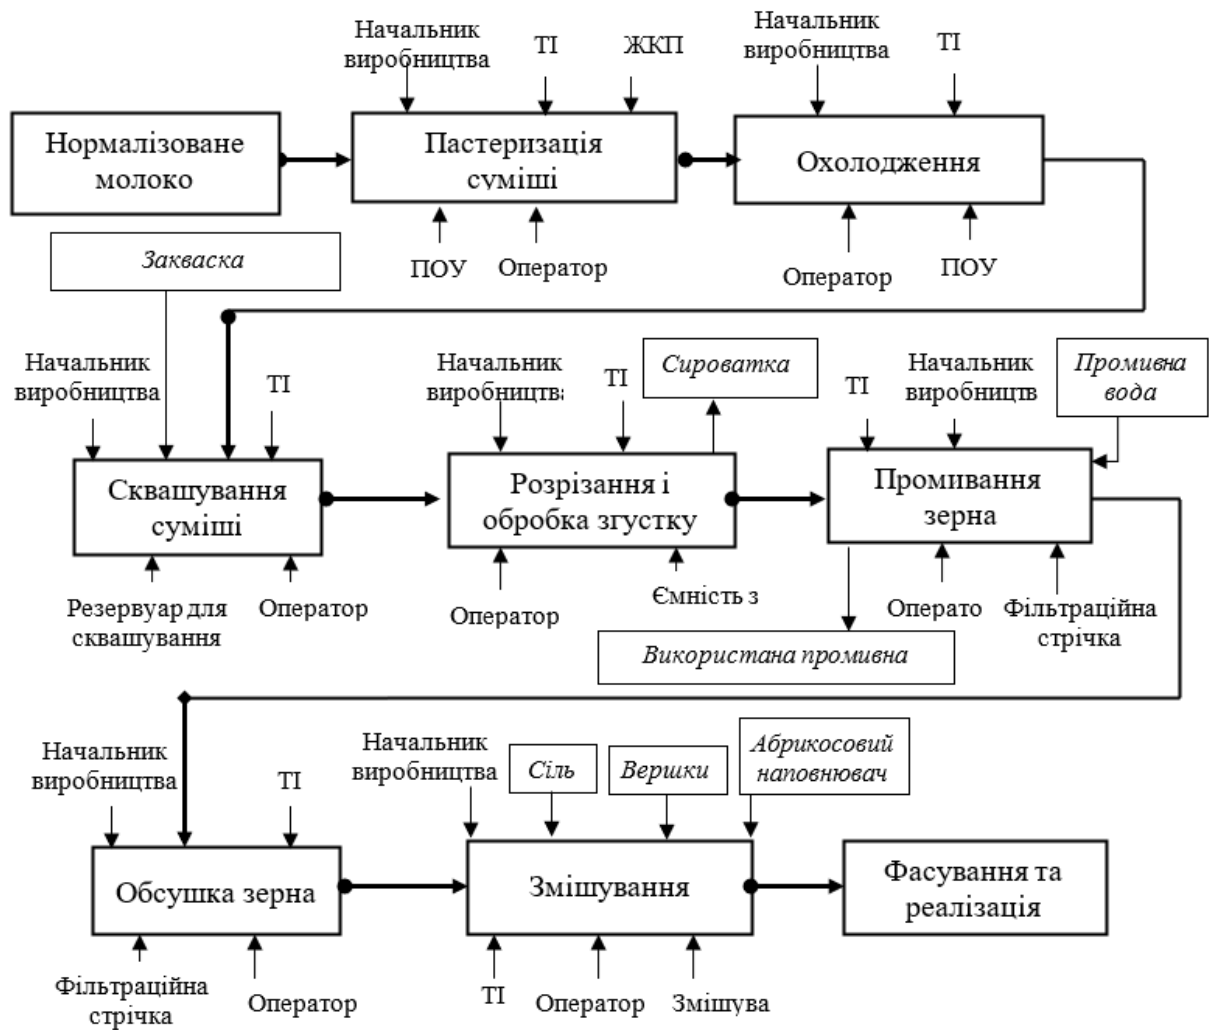 Начальник
виробництва
ТІ
ЖКП
Начальник
виробництва
ТІ
Нормалізоване
молоко
Пастеризація
суміші
Охолодження
ПОУ
Оператор
Оператор
ПОУ
Закваска
Начальник
виробництва
ТІ
Начальник
виробництв
ТІ
Сироватка
ТІ
Начальник
виробництв
Промивна
вода
Сквашування
суміші
Розрізання і
обробка згустку
Промивання
зерна
Резервуар для
сквашування
Оператор
Оператор
Ємність з
Операто
Фільтраційна
стрічка
Використана промивна
Начальник
виробництва
ТІ
Начальник
виробництва
Сіль
Вершки
Абрикосовий
наповнювач
Обсушка зерна
Змішування
Фасування та
реалізація
Фільтраційна
стрічка
Оператор
ТІ
Оператор
Змішува